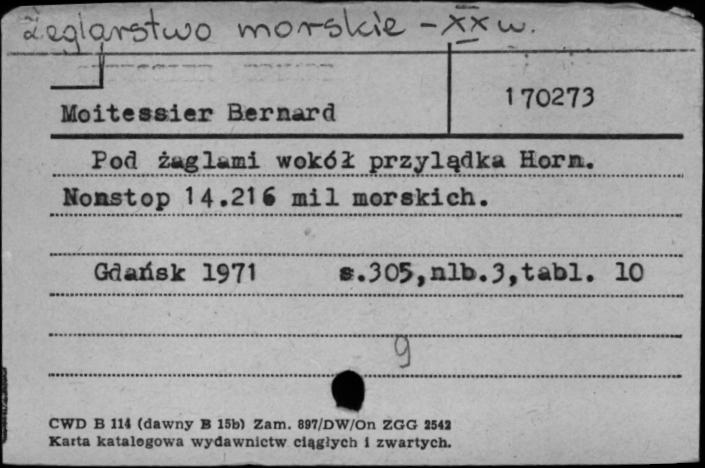 Żeglarstwo morskie - XX w.
Moitessier Bernard
170273
Pod żaglami wokół przylądka Horn.
Nonstop 14.216 mil morskich.
Gdańsk 1971 s.305,nlb.3,tabl. 10
9
CWD B 114 (dawny B 15b) Zam. 897/DW/On ZGG 2542
Karta katalogowa wydawnictw ciągłych i zwartych.